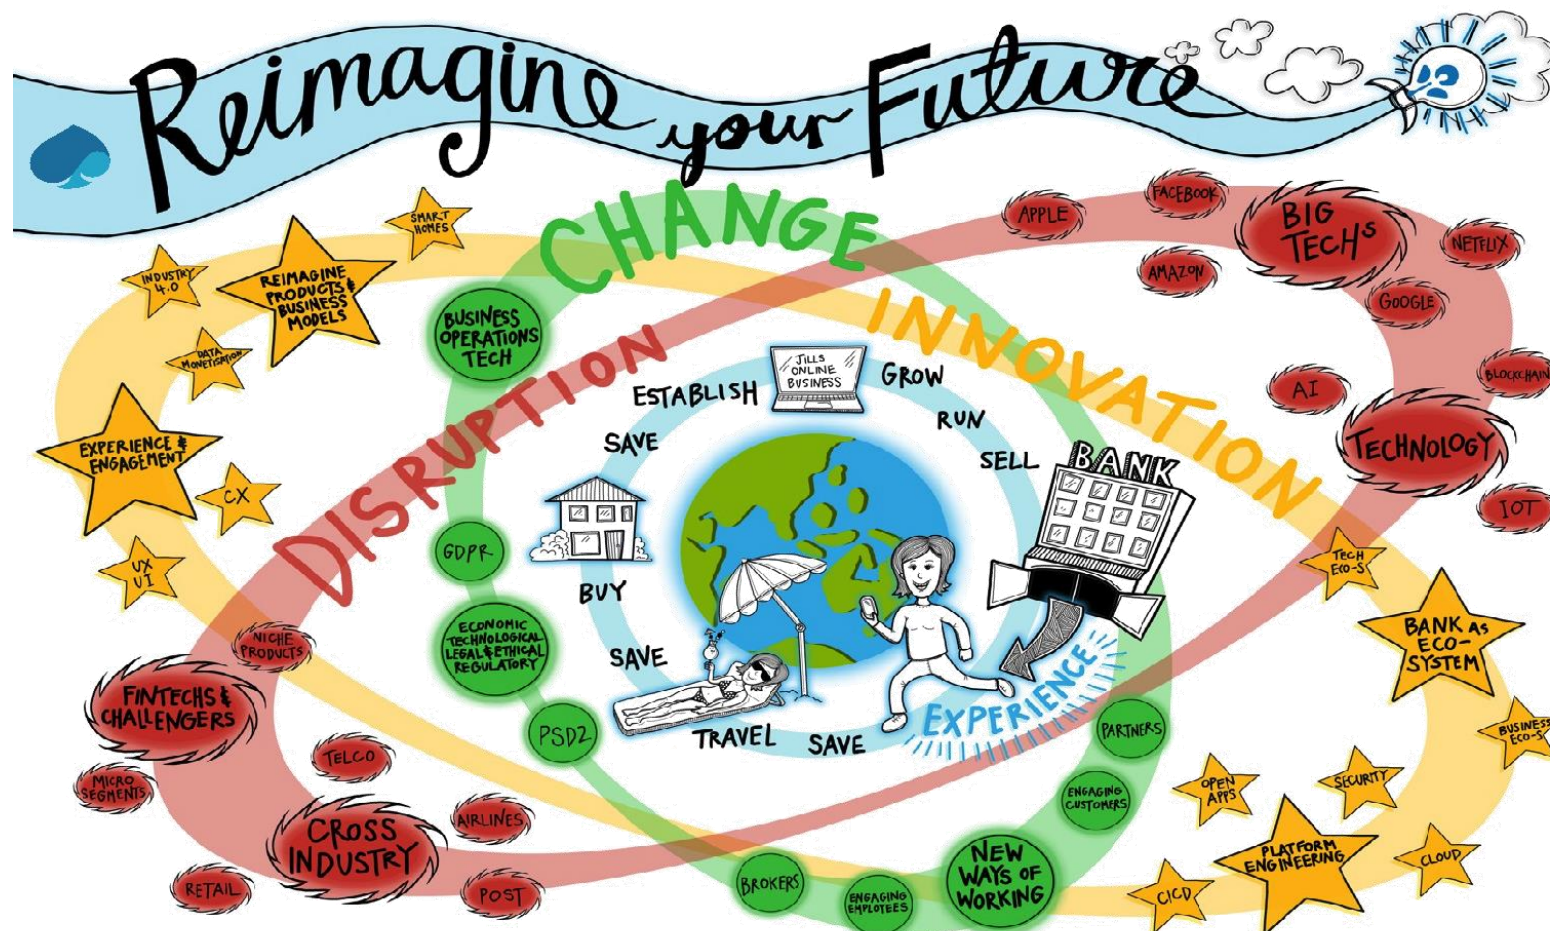 Reimagine your Future
CHANGE
INNOVATION
DISRUPTION
SMART
HOMES
INDUSTRY
4.0
REIMAGINE
PRODUCTS &
BUSINESS
MODELS
DATA
MONETISATION
EXPERIENCE &
ENGAGEMENT
CX
UX
UI
BUSINESS
OPERATIONS
TECH
GDPR
ECONOMIC
TECHNOLOGICAL
LEGAL & ETHICAL
REGULATORY
PSD2
APPLE
FACEBOOK
BIG
TECHS
AMAZON
NETFLIX
GOOGLE
AI
BLOCKCHAIN
TECHNOLOGY
IOT
JILLS
ONLINE
BUSINESS
ESTABLISH
GROW
RUN
SELL
SAVE
BUY
SAVE
TRAVEL
SAVE
BANK
EXPERIENCE
NICHE
PRODUCTS
FINTECHS &
CHALLENGERS
TELCO
MICRO
SEGMENTS
CROSS
INDUSTRY
AIRLINES
RETAIL
POST
PARTNERS
ENGAGING
CUSTOMERS
NEW
WAYS OF
WORKING
BROKERS
ENGAGING
EMPLOTEES
TECH
ECO-S
BANK AS
ECO-
SYSTEM
BUSINESS
ECO-S
OPEN
APPS
SECURITY
PLATFORM
ENGINEERING
CLOUD
CICD